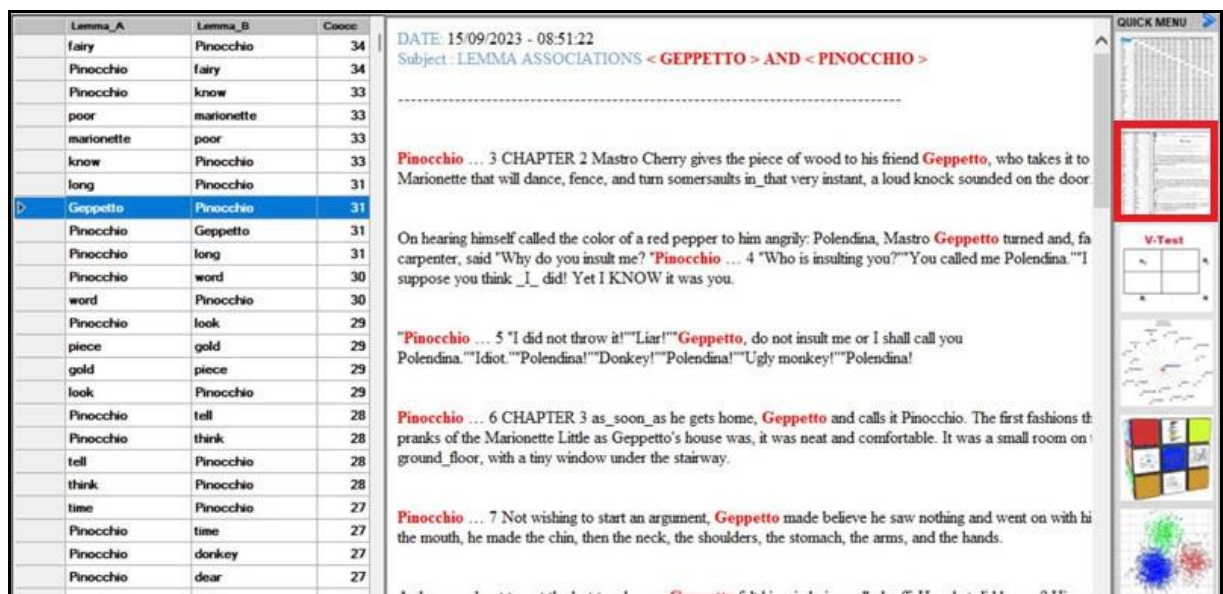 Lemma_A Lemma_B Coocc
fairy Pinocchio 34
Pinocchio fairy 34
Pinocchio know 33
poor marionette 33
marionette poor 33
know Pinocchio 33
long Pinocchio 31
Geppetto Pinocchio 31
Pinocchio Geppetto 31
Pinocchio long 31
Pinocchio word 30
word Pinocchio 30
Pinocchio look 29
piece gold 29
gold piece 29
look Pinocchio 29
Pinocchio tell 28
Pinocchio think 28
tell Pinocchio 28
think Pinocchio 28
time Pinocchio 27
Pinocchio time 27
Pinocchio donkey 27
Pinocchio dear 27
DATE: 15/09/2023 - 08:51:22
Subject : LEMMA ASSOCIATIONS < GEPPETTO > AND < PINOCCHIO >
Pinocchio ... 3 CHAPTER 2 Mastro Cherry gives the piece of wood to his friend Geppetto, who takes it to
Marionette that will dance, fence, and turn somersaults in_that very instant, a loud knock sounded on the door.
On hearing himself called the color of a red pepper to him angrily: Polendina, Mastro Geppetto turned and, fa
carpenter, said "Why do you insult me? "Pinocchio ... 4 "Who is insulting you?""You called me Polendina.""I
suppose you think _I_ did! Yet I KNOW it was you.
"Pinocchio ... 5 "I did not throw it!""Liar!""Geppetto, do not insult me or I shall call you
Polendina.""Idiot.""Polendina!""Donkey!""Polendina!""Ugly monkey!""Polendina!
Pinocchio ... 6 CHAPTER 3 as_soon_as he gets home, Geppetto and calls it Pinocchio. The first fashions th
pranks of the Marionette Little as Geppetto's house was, it was neat and comfortable. It was a small room on
ground_floor, with a tiny window under the stairway.
Pinocchio ... 7 Not wishing to start an argument, Geppetto made believe he saw nothing and went on with hi
the mouth, he made the chin, then the neck, the shoulders, the stomach, the arms, and the hands.
QUICK MENU
V-Test